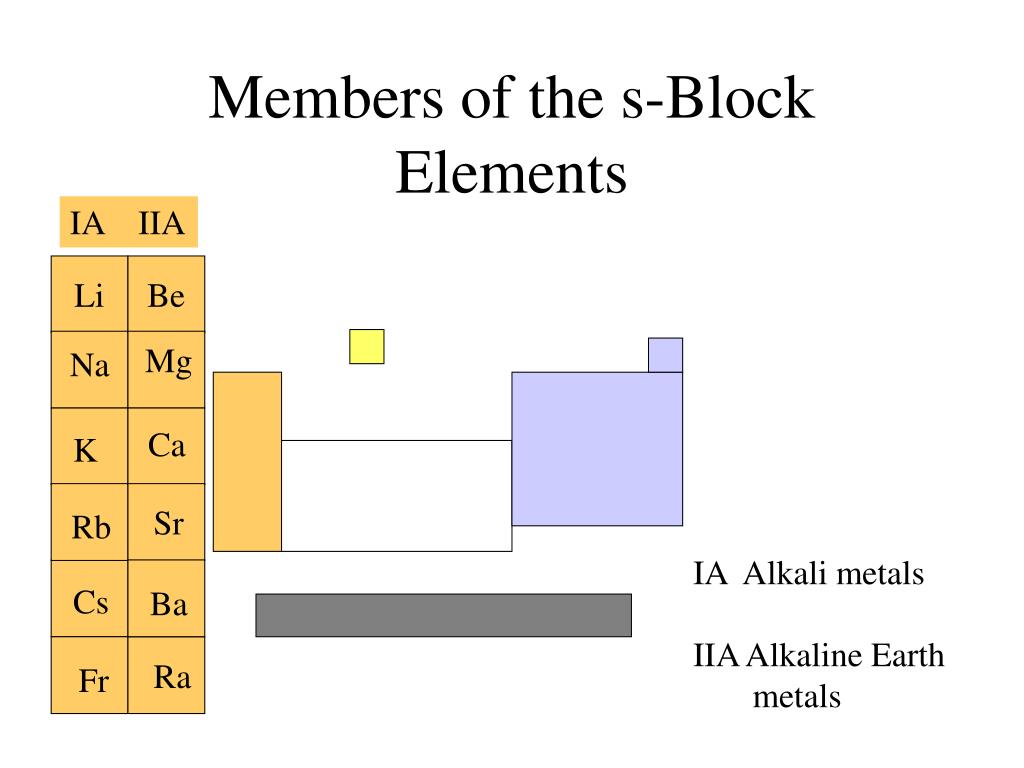 Members of the s-Block
Elements
IA IIA
Li Be
Na Mg
K Ca
Rb Sr
Cs Ba
Fr Ra
IA Alkali metals
IIA Alkaline Earth
metals